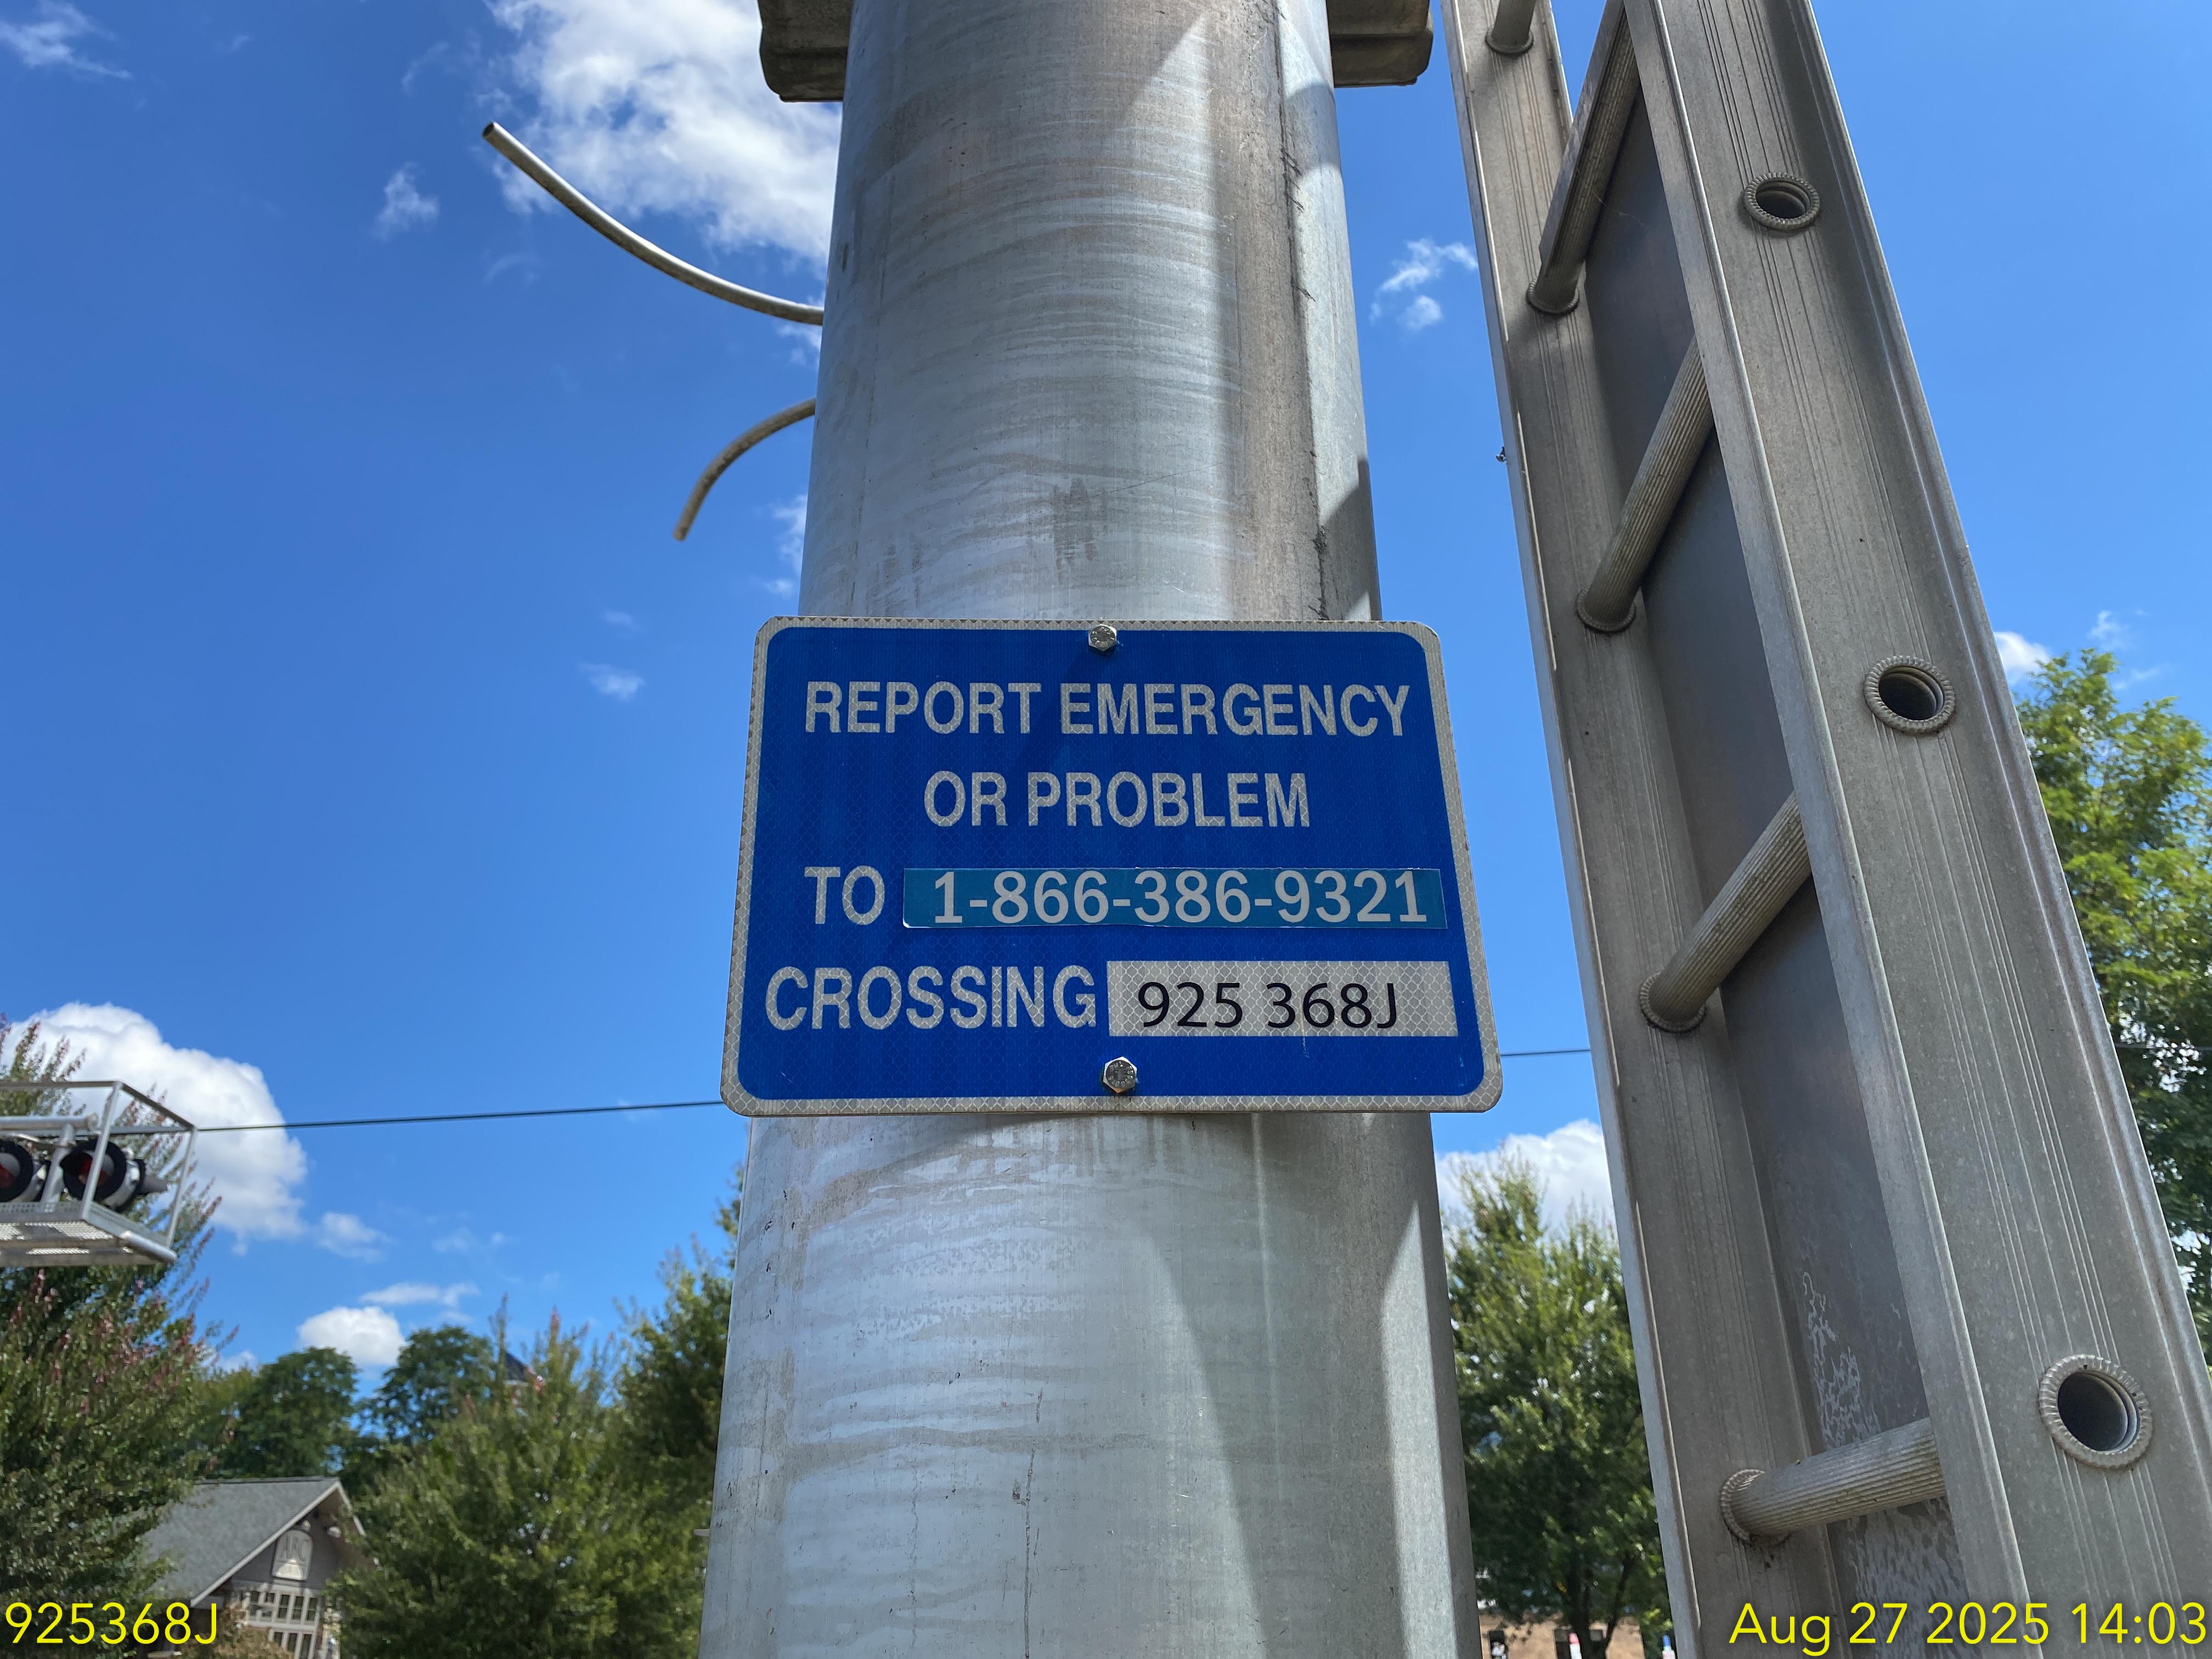 REPORT EMERGENCY
OR PROBLEM
TO 1-866-386-9321
CROSSING 925 368J
925368J
Aug 27 2025 14:03